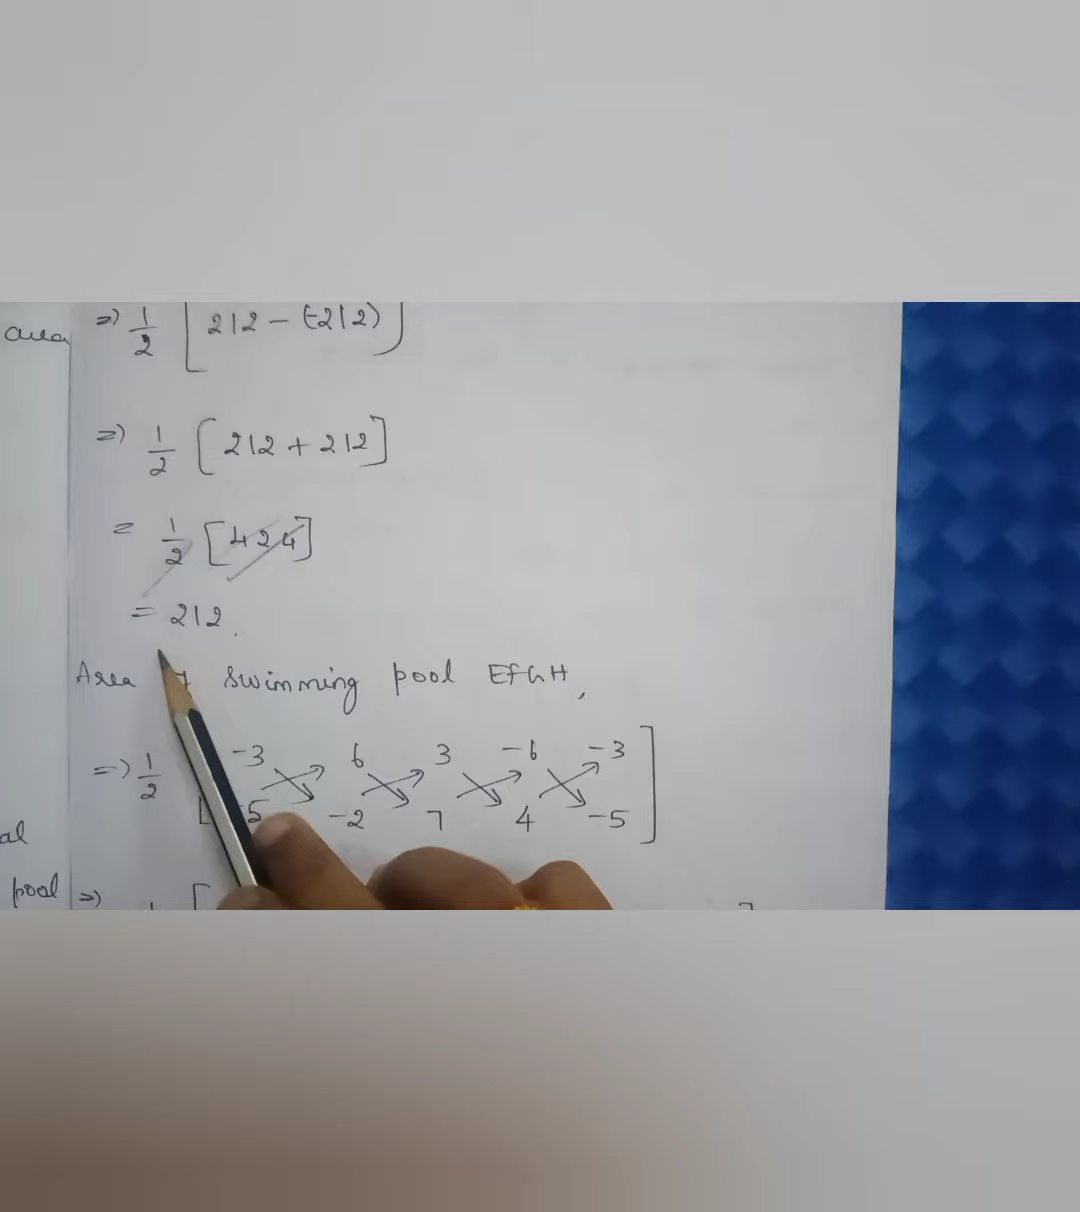 area
=> 1/2 [212 - (-212)]
=> 1/2 [212 + 212]
= 1/2 [424]
= 212.
Area swimming pool EFGH,
=> 1/2 [ -3 6 3 -6 -3 ]
5 -2 7 4 -5
al
pool =>